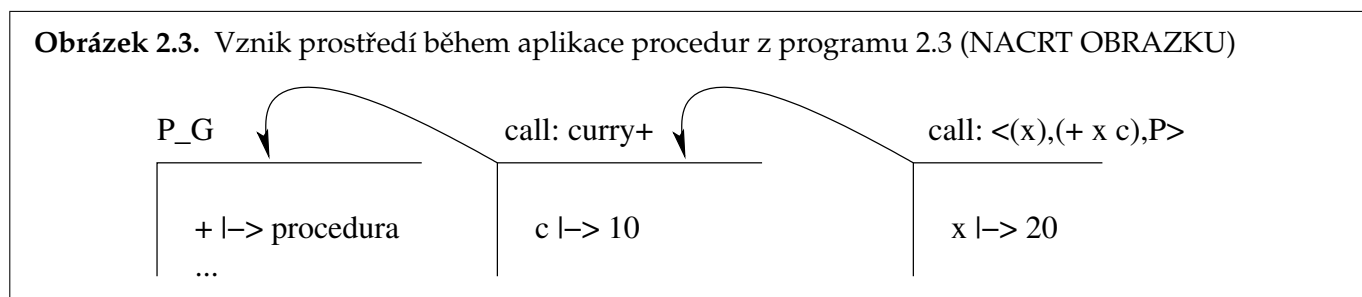 Obrázek 2.3. Vznik prostředí během aplikace procedur z programu 2.3 (NACRT OBRAZKU)
P_G
call: curry+
call: <(x),(+ x c),P>
+ |–> procedura
c |–> 10
x |–> 20
...